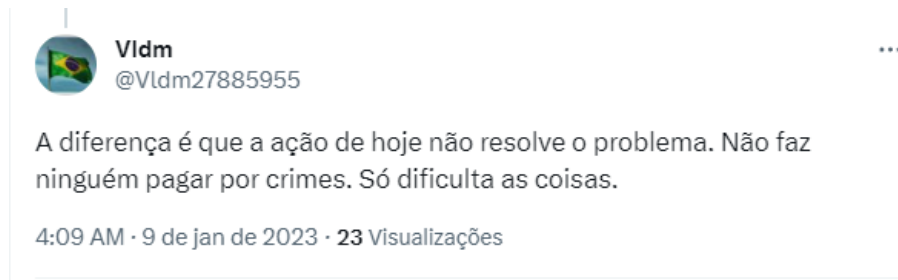 Vldm
@Vldm27885955
A diferença é que a ação de hoje não resolve o problema. Não faz
ninguém pagar por crimes. Só dificulta as coisas.
4:09 AM · 9 de jan de 2023 · 23 Visualizações